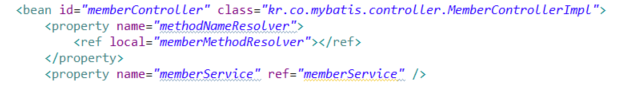 <bean id="memberController" class="kr.co.mybatis.controller.MemberControllerImpl">
<property name="methodNameResolver">
<ref local="memberMethodResolver"></ref>
</property>
<property name="memberService" ref="memberService" />